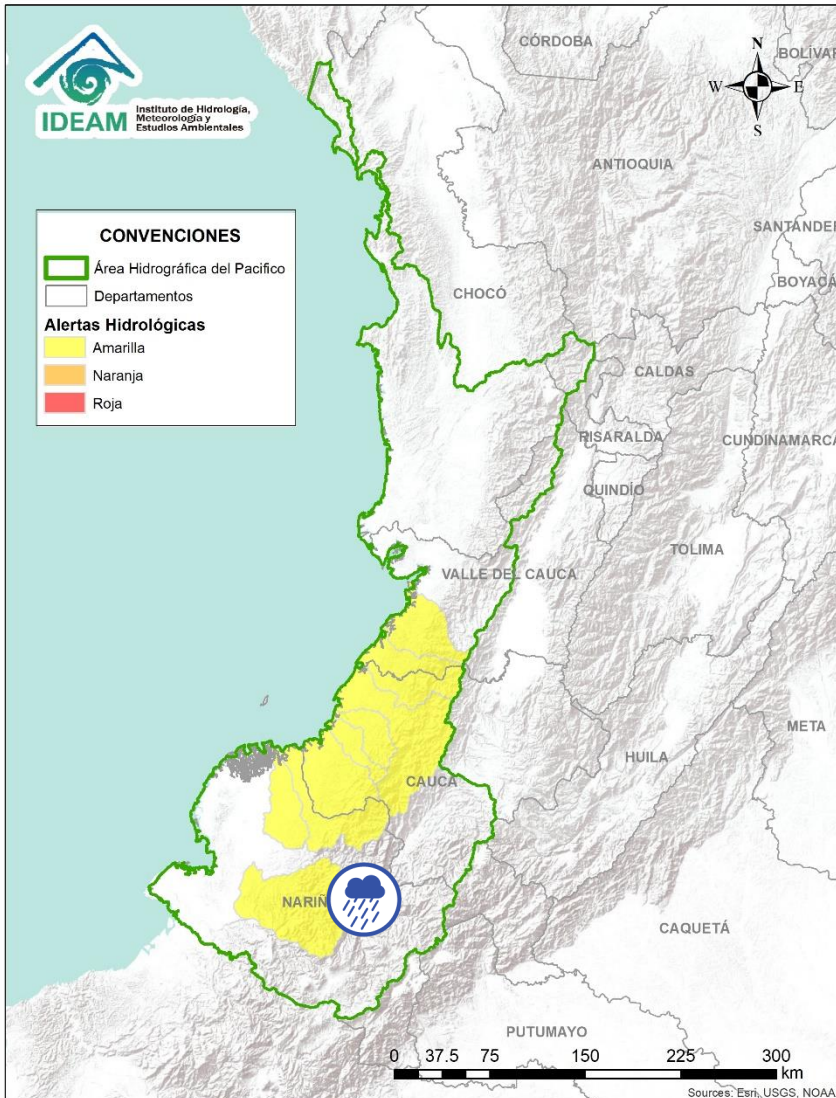 IDEAM
Instituto de Hidrología,
Meteorología y
Estudios Ambientales
CONVENCIONES
Área Hidrográfica del Pacifico
Departamentos
Alertas Hidrológicas
Amarilla
Naranja
Roja
N
W E
S
CÓRDOBA
BOLÍVAR
ANTIOQUIA
SANTANDER
BOYACÁ
CHOCÓ
CALDAS
RISARALDA
CUNDINAMARCA
QUINDÍO
TOLIMA
VALLE DEL CAUCA
META
HUILA
CAUCA
NARIÑ
CAQUETÁ
PUTUMAYO
0 37.5 75 150 225 300
km
Sources: Esri, USGS, NOAA